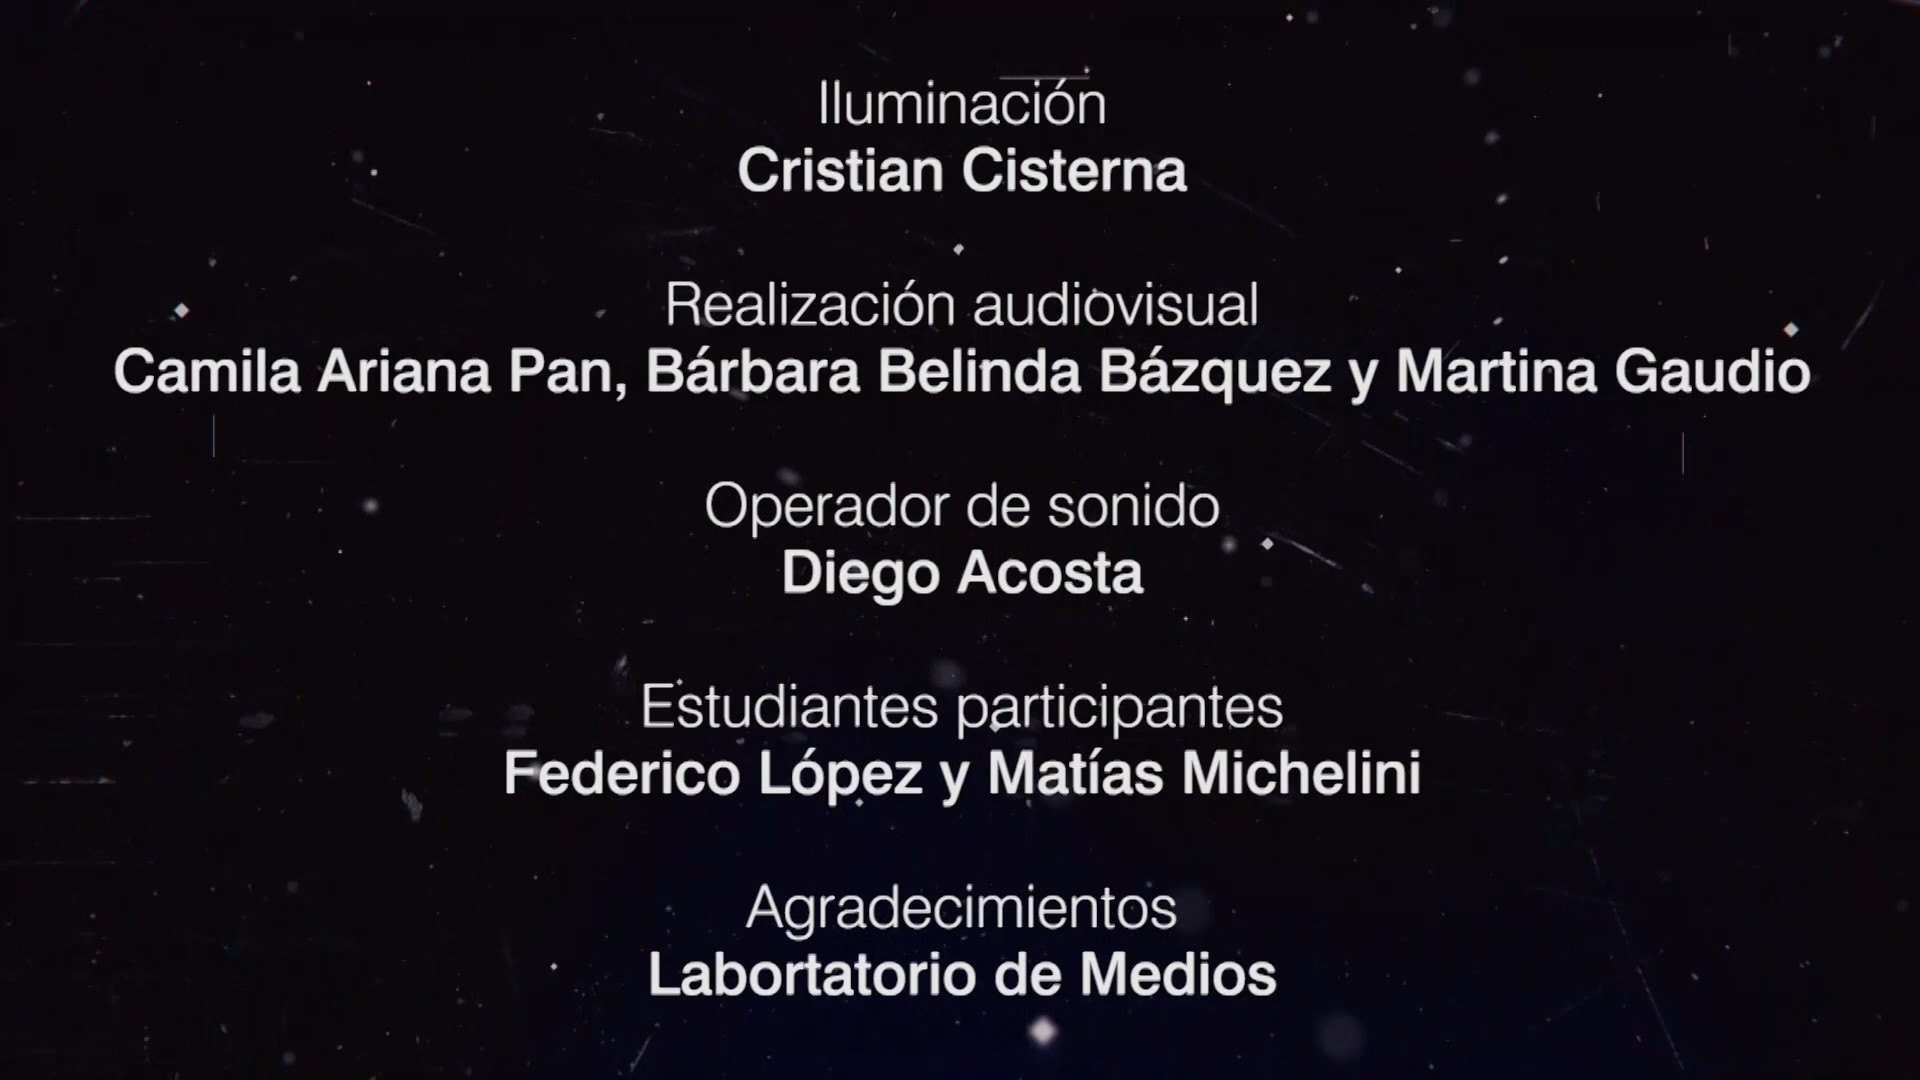 Iluminación
Cristian Cisterna
Realización audiovisual
Camila Ariana Pan, Bárbara Belinda Bázquez y Martina Gaudio
Operador de sonido
Diego Acosta
Estudiantes participantes
Federico López y Matías Michelini
Agradecimientos
Labortatorio de Medios